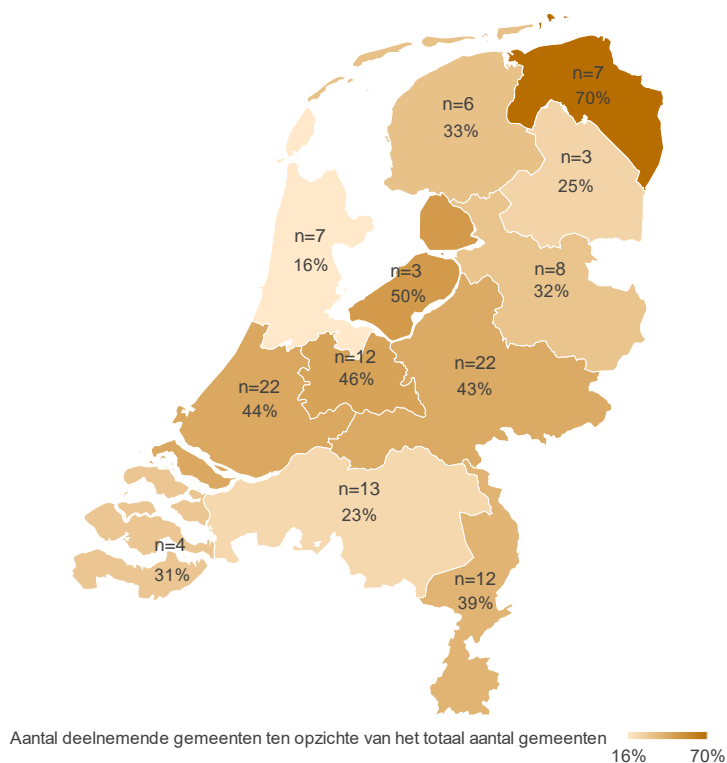 n=7
70%
n=6
33%
n=3
25%
n=7
16%
n=8
32%
n=3
50%
n=12
46%
n=22
43%
n=22
44%
n=13
23%
n=4
31%
n=12
39%
Aantal deelnemende gemeenten ten opzichte van het totaal aantal gemeenten
16% 70%